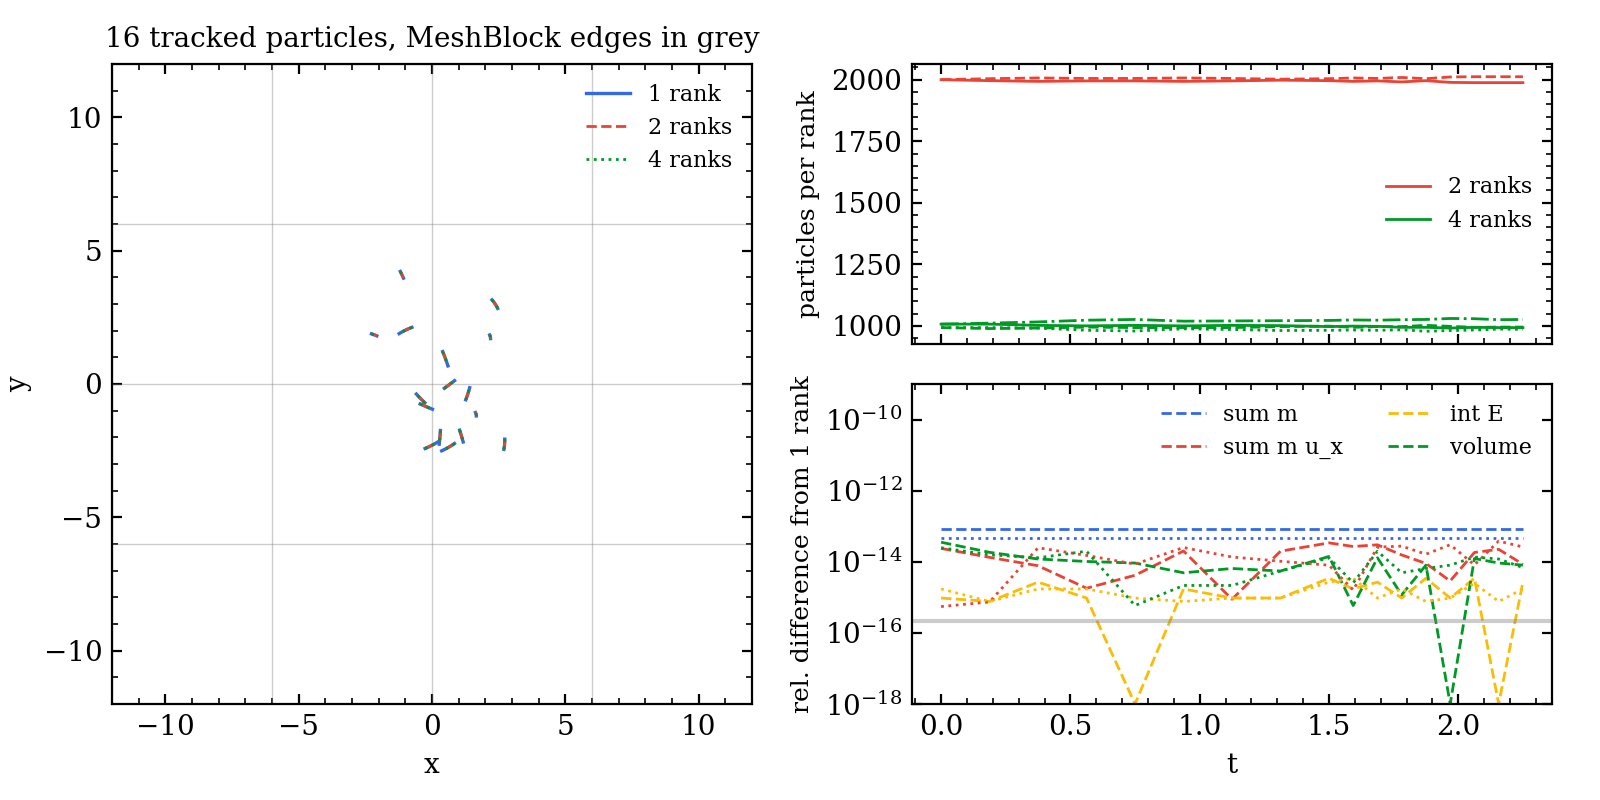 16 tracked particles, MeshBlock edges in grey
1 rank
2 ranks
4 ranks
10
5
0
−5
−10
y
−10 −5 0 5 10
x
2000
1750
1500
1250
1000
particles per rank
2 ranks
4 ranks
10⁻¹⁰
10⁻¹²
10⁻¹⁴
10⁻¹⁶
10⁻¹⁸
rel. difference from 1 rank
sum m
sum m u_x
int E
volume
0.0 0.5 1.0 1.5 2.0
t